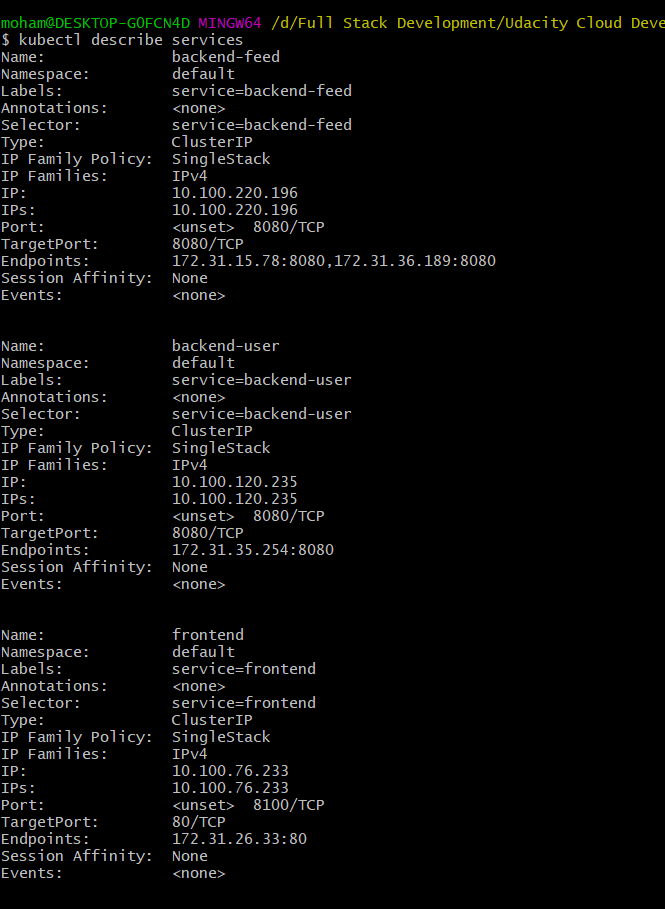 moham@DESKTOP-G0FCN4D MINGW64 /d/Full Stack Development/Udacity Cloud Deve
$ kubectl describe services
Name:              backend-feed
Namespace:         default
Labels:            service=backend-feed
Annotations:       <none>
Selector:          service=backend-feed
Type:              ClusterIP
IP Family Policy:  SingleStack
IP Families:       IPv4
IP:                10.100.220.196
IPs:               10.100.220.196
Port:              <unset>  8080/TCP
TargetPort:        8080/TCP
Endpoints:         172.31.15.78:8080,172.31.36.189:8080
Session Affinity:  None
Events:            <none>

Name:              backend-user
Namespace:         default
Labels:            service=backend-user
Annotations:       <none>
Selector:          service=backend-user
Type:              ClusterIP
IP Family Policy:  SingleStack
IP Families:       IPv4
IP:                10.100.120.235
IPs:               10.100.120.235
Port:              <unset>  8080/TCP
TargetPort:        8080/TCP
Endpoints:         172.31.35.254:8080
Session Affinity:  None
Events:            <none>

Name:              frontend
Namespace:         default
Labels:            service=frontend
Annotations:       <none>
Selector:          service=frontend
Type:              ClusterIP
IP Family Policy:  SingleStack
IP Families:       IPv4
IP:                10.100.76.233
IPs:               10.100.76.233
Port:              <unset>  8100/TCP
TargetPort:        80/TCP
Endpoints:         172.31.26.33:80
Session Affinity:  None
Events:            <none>